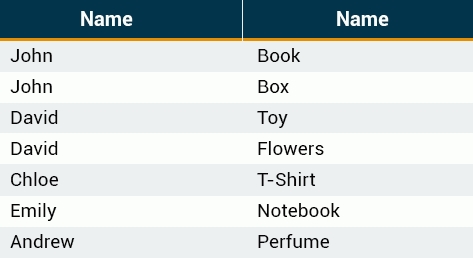 Name Name
John Book
John Box
David Toy
David Flowers
Chloe T-Shirt
Emily Notebook
Andrew Perfume